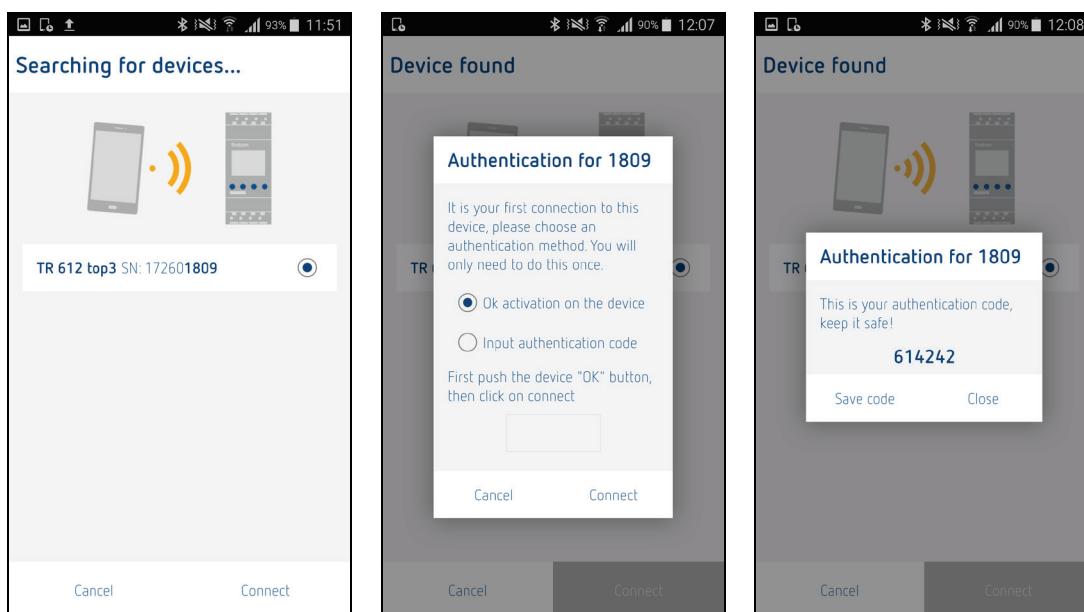 93% 11:51
Searching for devices...
TR 612 top3 SN: 172601809
Cancel Connect
90% 12:07
Device found
Authentication for 1809
It is your first connection to this
device, please choose an
authentication method. You will
only need to do this once.
TR
Ok activation on the device
Input authentication code
First push the device "OK" button,
then click on connect
Cancel Connect
Cancel Connect
90% 12:08
Device found
Authentication for 1809
TR
This is your authentication code,
keep it safe!
614242
Save code Close
Cancel Connect